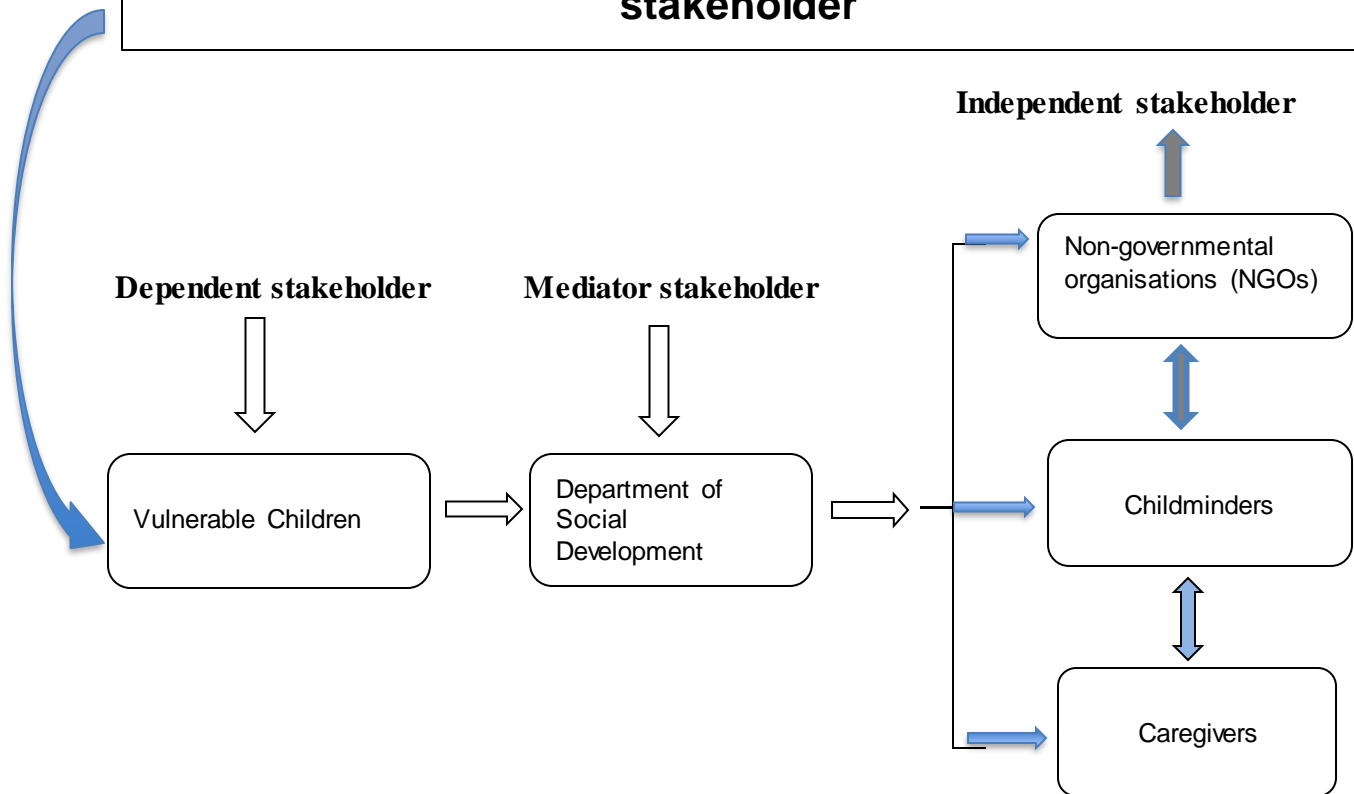 stakeholder
Independent stakeholder
Non-governmental
organisations (NGOs)
Dependent stakeholder
Mediator stakeholder
Vulnerable Children
Department of
Social
Development
Childminders
Caregivers